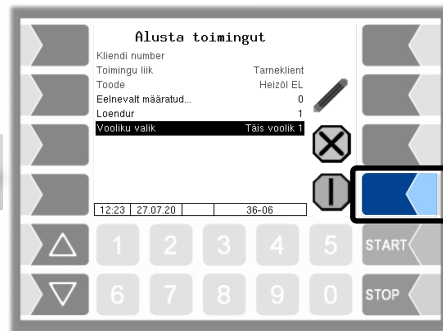 Alusta toimingut
Kliendi number
Toimingu liik Tarneklient
Toode Heizöl EL
Eelnevalt määratud... 0
Loendur 1
Vooliku valik Täis voolik 1
12:23 27.07.20 36-06
1 2 3 4 5 START
6 7 8 9 0 STOP